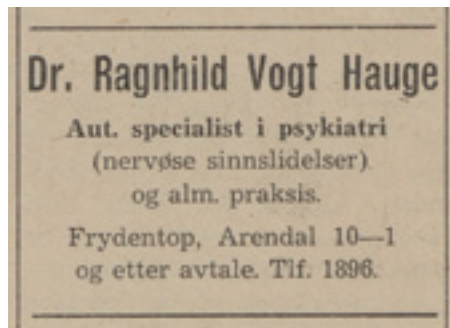 Dr. Ragnhild Vogt Hauge
Aut. specialist i psykiatri
(nervøse sinnslidelser)
og alm. praksis.
Frydentop, Arendal 10—1
og etter avtale. Tlf. 1896.